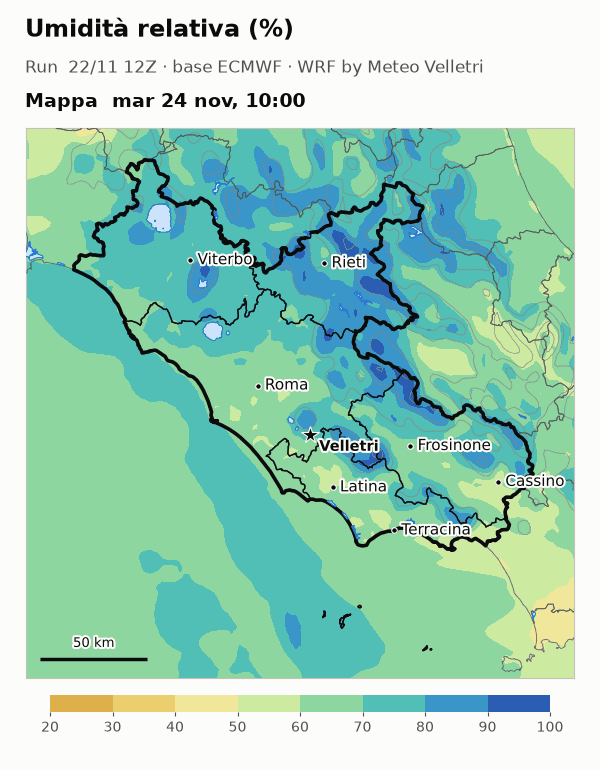 Umidità relativa (%)
Run  22/11 12Z · base ECMWF · WRF by Meteo Velletri
Mappa  mar 24 nov, 10:00
Viterbo
Rieti
Roma
Velletri
Frosinone
Cassino
Latina
Terracina
50 km
20 30 40 50 60 70 80 90 100